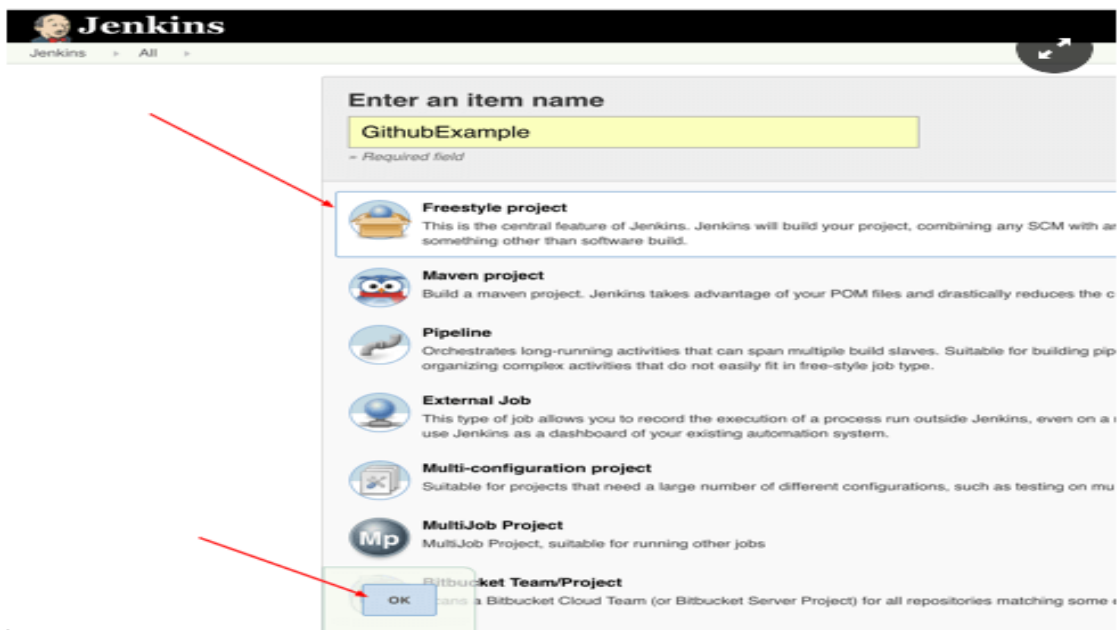 Jenkins
Jenkins All
Enter an item name
GithubExample
Required field
Freestyle project
This is the central feature of Jenkins. Jenkins will build your project, combining any SCM with
something other than software build.
Maven project
Build a maven project. Jenkins takes advantage of your POM files and drastically reduces the
Pipeline
Orchestrates long-running activities that can span multiple build slaves. Suitable for building
organizing complex activities that do not easily fit in free-style job type.
External Job
This type of job allows you to record the execution of a process run outside Jenkins, even on a
use Jenkins as a dashboard of your existing automation system.
Multi-configuration project
Suitable for projects that need a large number of different configurations, such as testing on
Mp
MultiJob Project
MultiJob Project, suitable for running other jobs
Bitbucket Team/Project
a Bitbucket Cloud Team (or Bitbucket Server Project) for all repositories matching some
OK